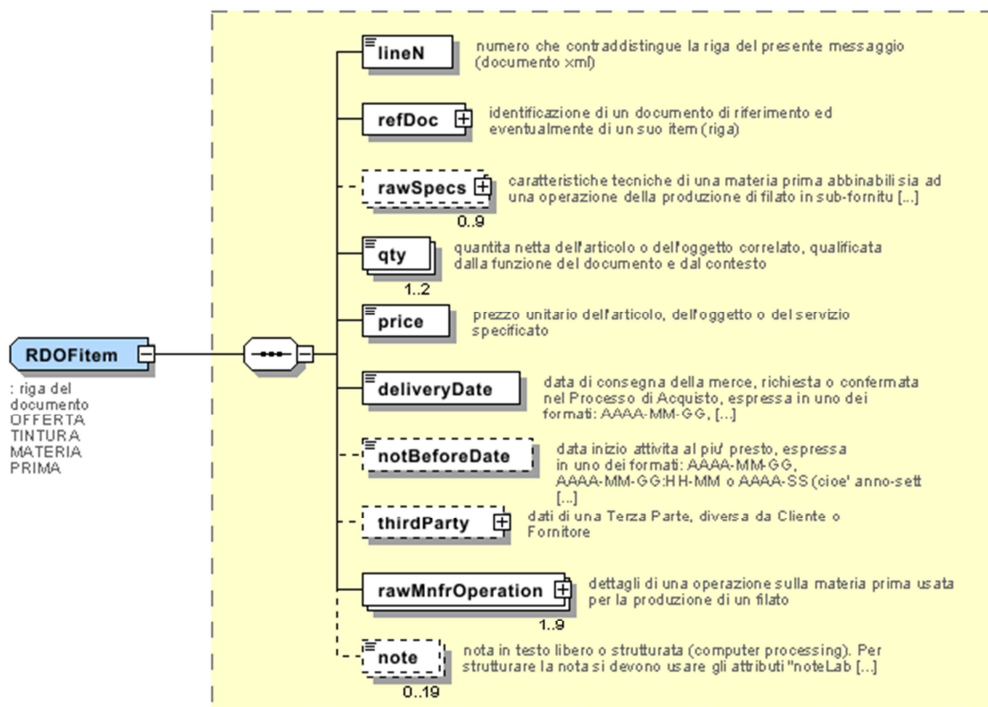 lineN
numero che contraddistingue la riga del presente messaggio
(documento xml)
refDoc
identificazione di un documento di riferimento ed
eventualmente di un suo item (riga)
rawSpecs
0..9
caratteristiche tecniche di una materia prima abbinabili sia ad
una operazione della produzione di filato in sub-fornitu [...]
qty
1..2
quantita netta dell'articolo o dell'oggetto correlato, qualificata
dalla funzione del documento e dal contesto
price
prezzo unitario dell'articolo, dell'oggetto o del servizio
specificato
RDOFitem
: riga del
documento
OFFERTA
TINTURA
MATERIA
PRIMA
deliveryDate
data di consegna della merce, richiesta o confermata
nel Processo di Acquisto, espressa in uno dei
formati: AAAA-MM-GG, [...]
notBeforeDate
data inizio attivita al piu' presto, espressa
in uno dei formati: AAAA-MM-GG,
AAAA-MM-GG:HH-MM o AAAA-SS (cioe' anno-sett
[...]
thirdParty
dati di una Terza Parte, diversa da Cliente o
Fornitore
rawMnfrOperation
1..9
dettagli di una operazione sulla materia prima usata
per la produzione di un filato
note
0..19
nota in testo libero o strutturata (computer processing). Per
strutturare la nota si devono usare gli attributi "noteLab [...]